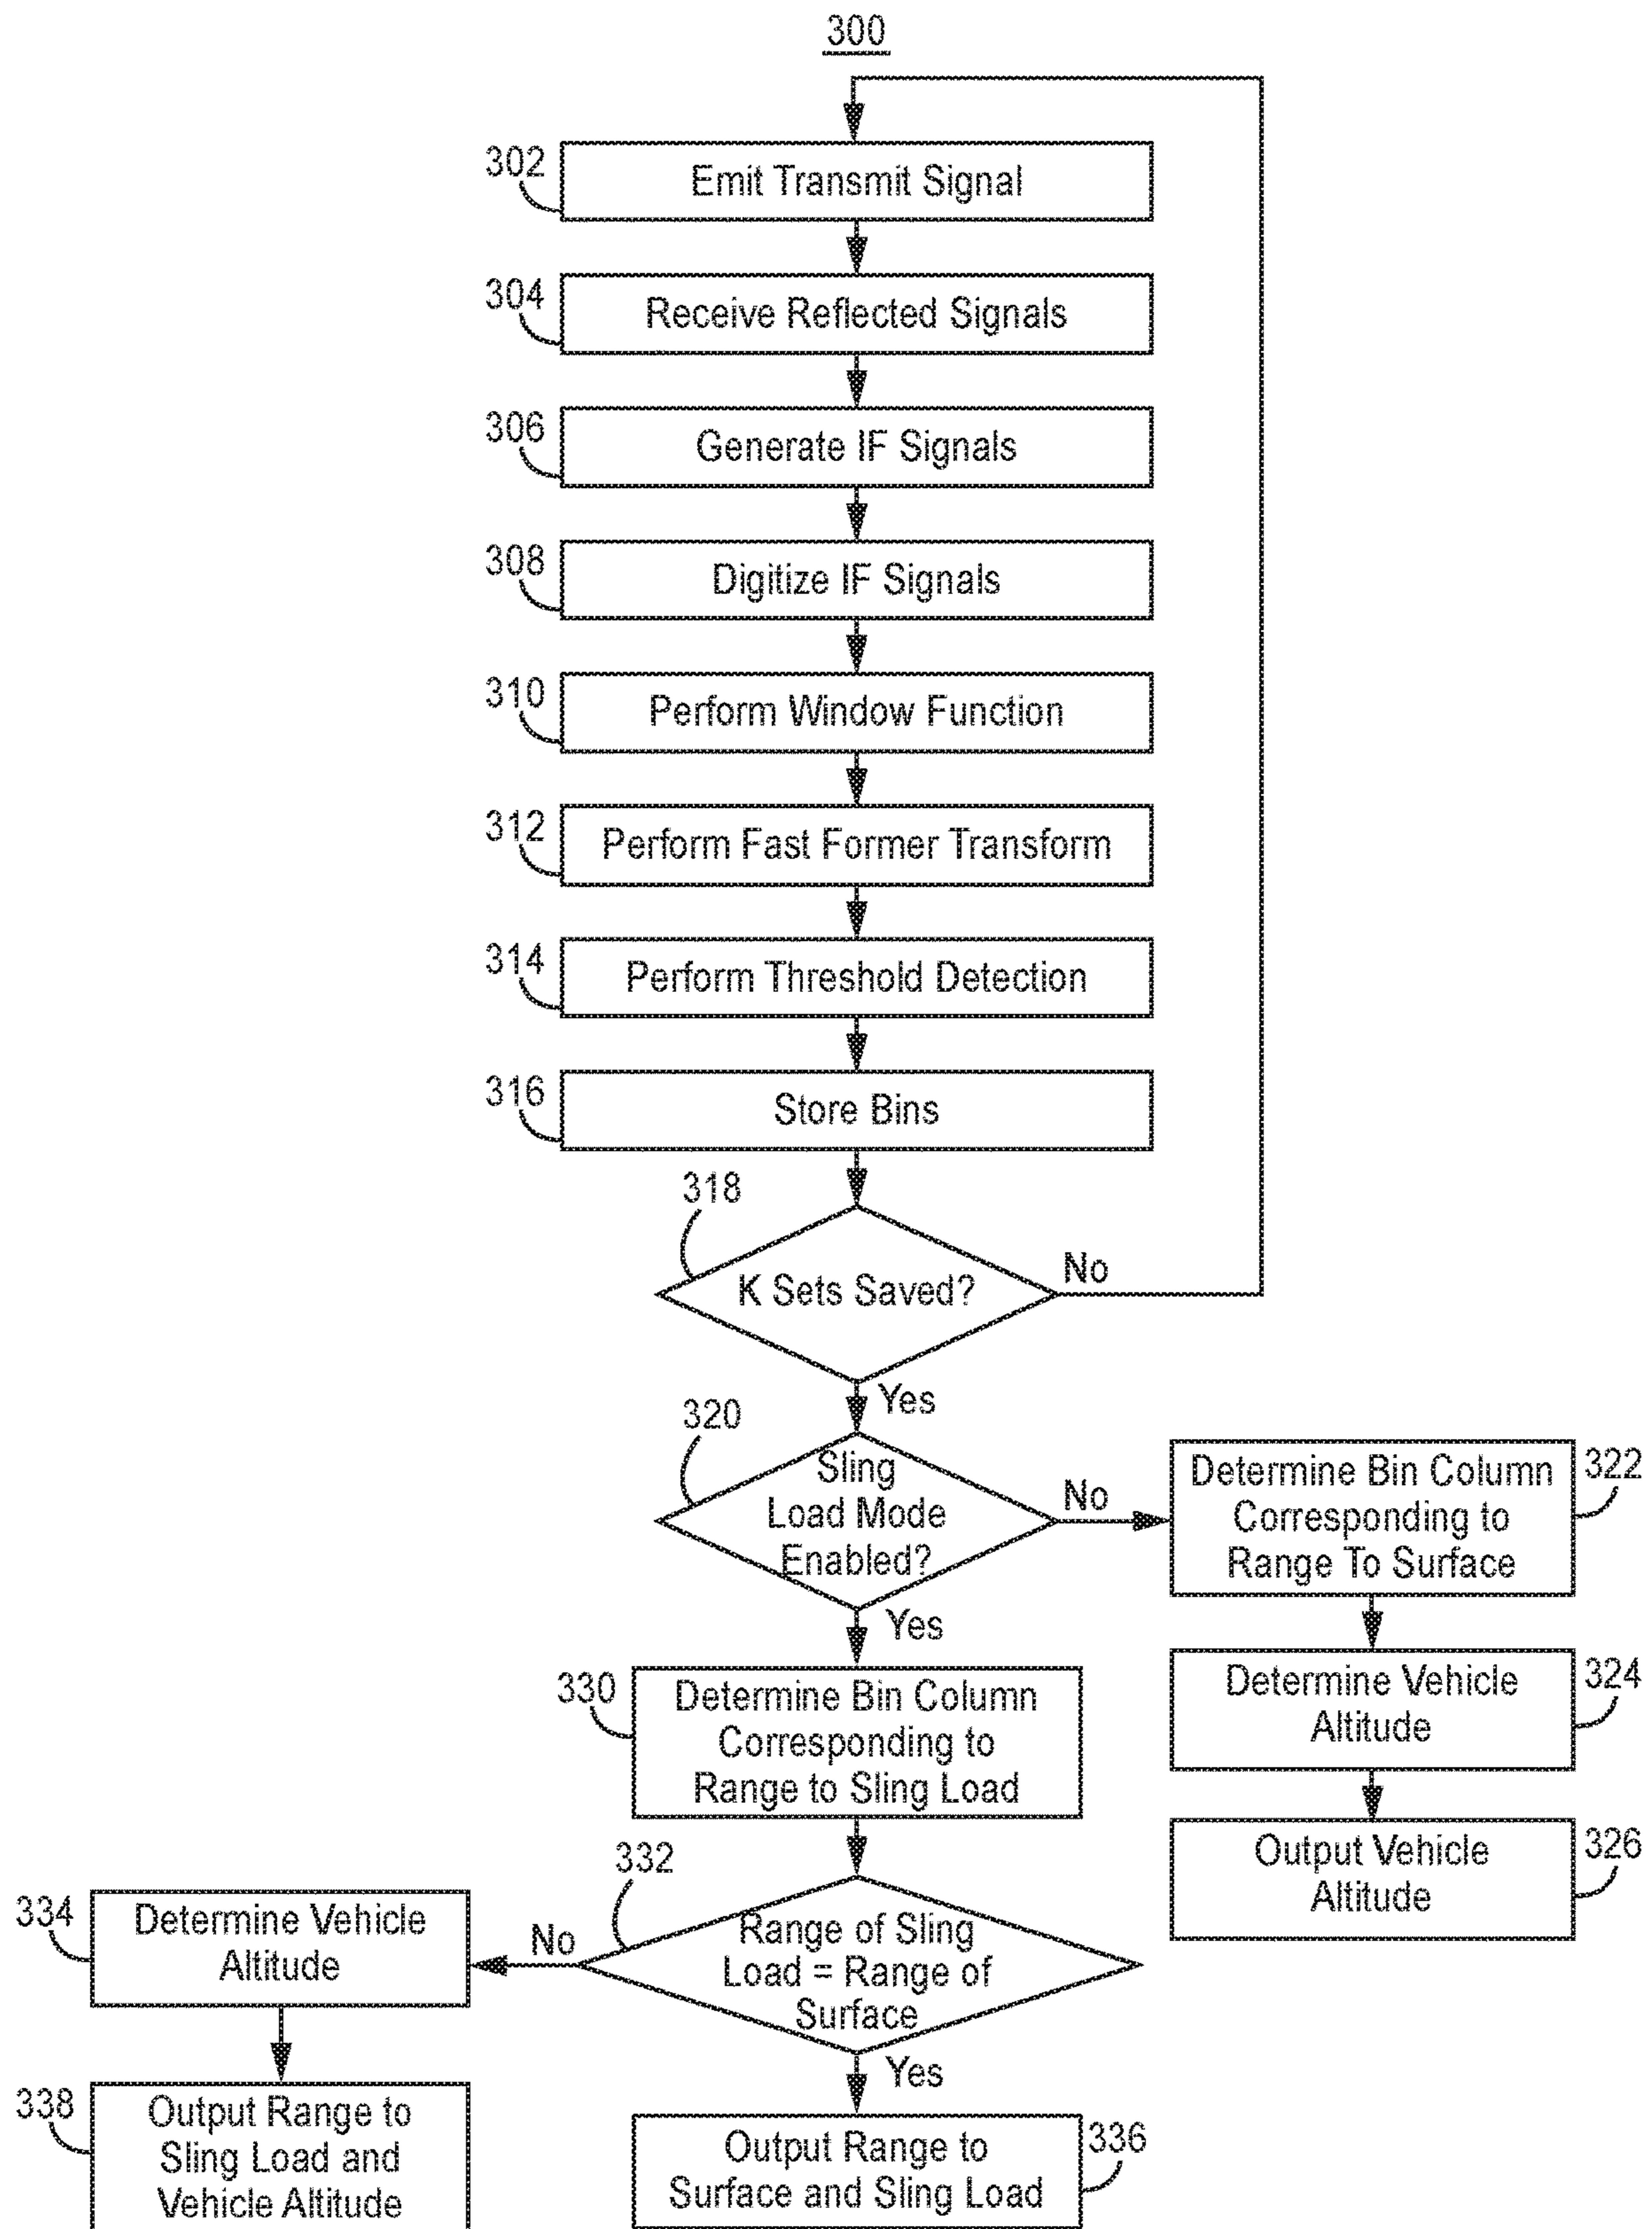 300
302
Emit Transmit Signal
304
Receive Reflected Signals
306
Generate IF Signals
308
Digitize IF Signals
310
Perform Window Function
312
Perform Fast Former Transform
314
Perform Threshold Detection
316
Store Bins
318
K Sets Saved?
No
Yes
320
Sling
Load Mode
Enabled?
No
Yes
322
Determine Bin Column
Corresponding to
Range To Surface
324
Determine Vehicle
Altitude
326
Output Vehicle
Altitude
330
Determine Bin Column
Corresponding to
Range to Sling Load
332
Range of Sling
Load = Range of
Surface
No
Yes
334
Determine Vehicle
Altitude
338
Output Range to
Sling Load and
Vehicle Altitude
336
Output Range to
Surface and Sling Load